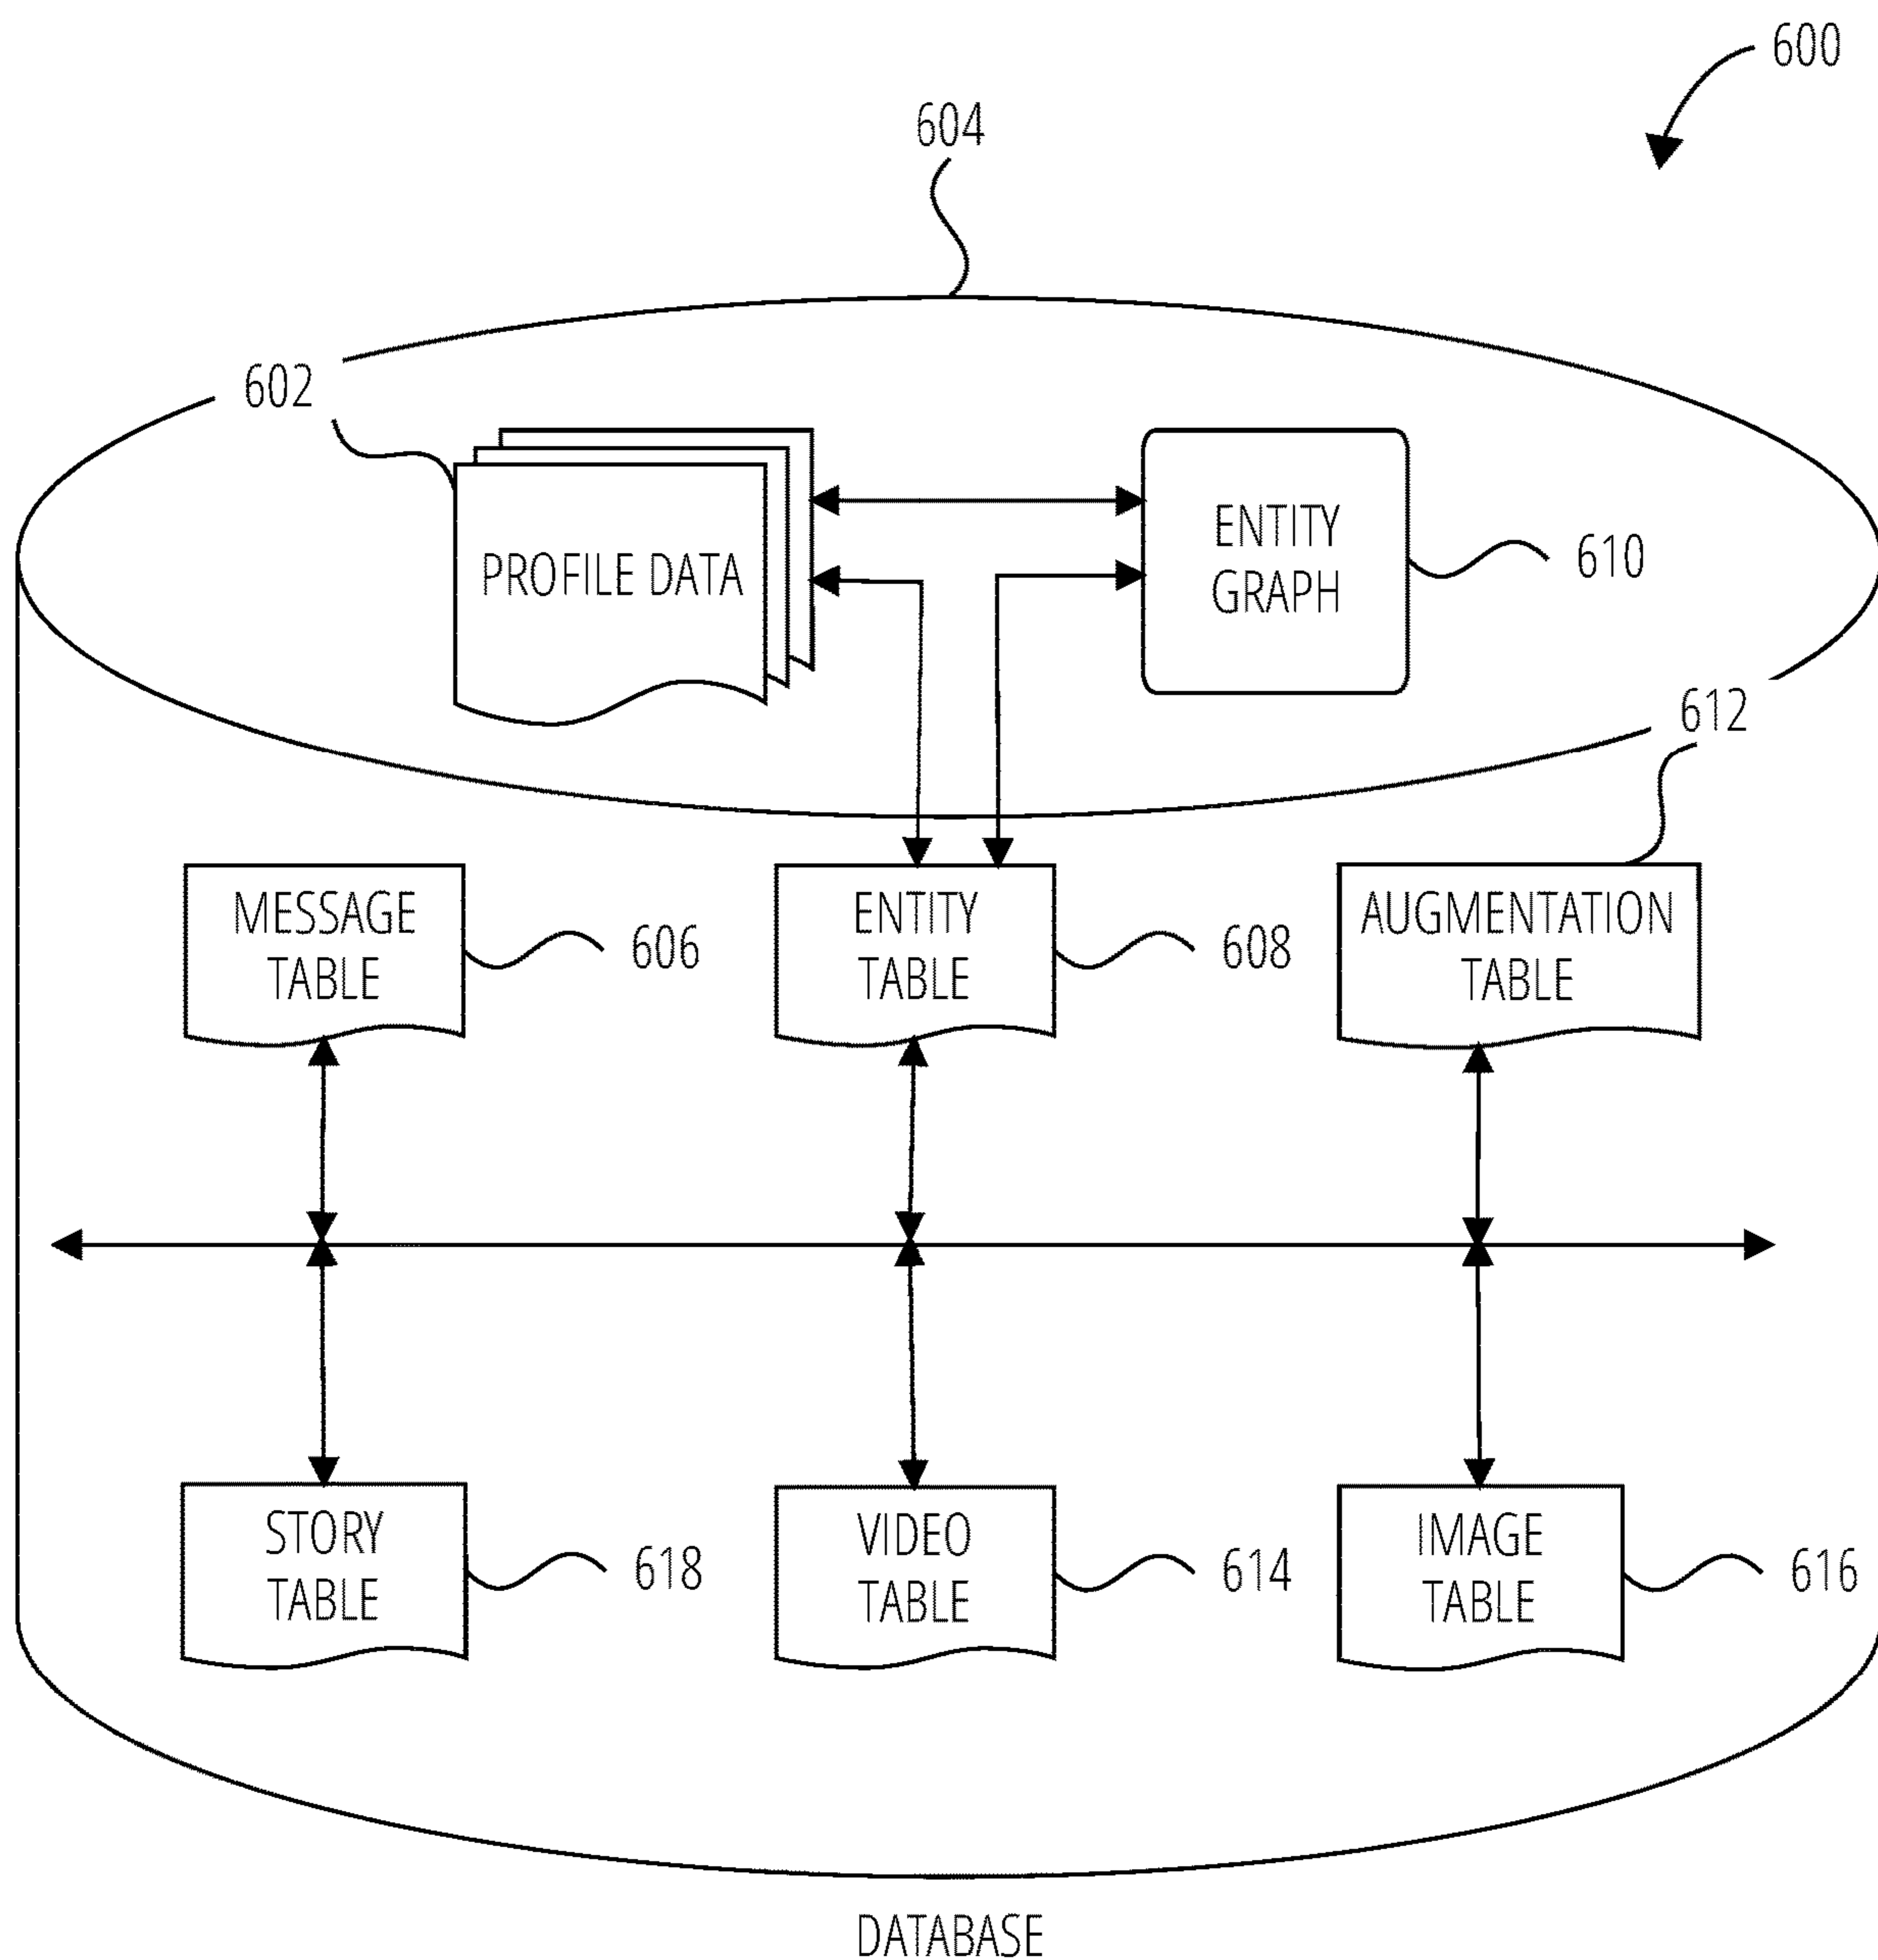 600
604
602
PROFILE DATA
ENTITY
GRAPH
610
612
MESSAGE
TABLE
606
ENTITY
TABLE
608
AUGMENTATION
TABLE
STORY
TABLE
618
VIDEO
TABLE
614
IMAGE
TABLE
616
DATABASE